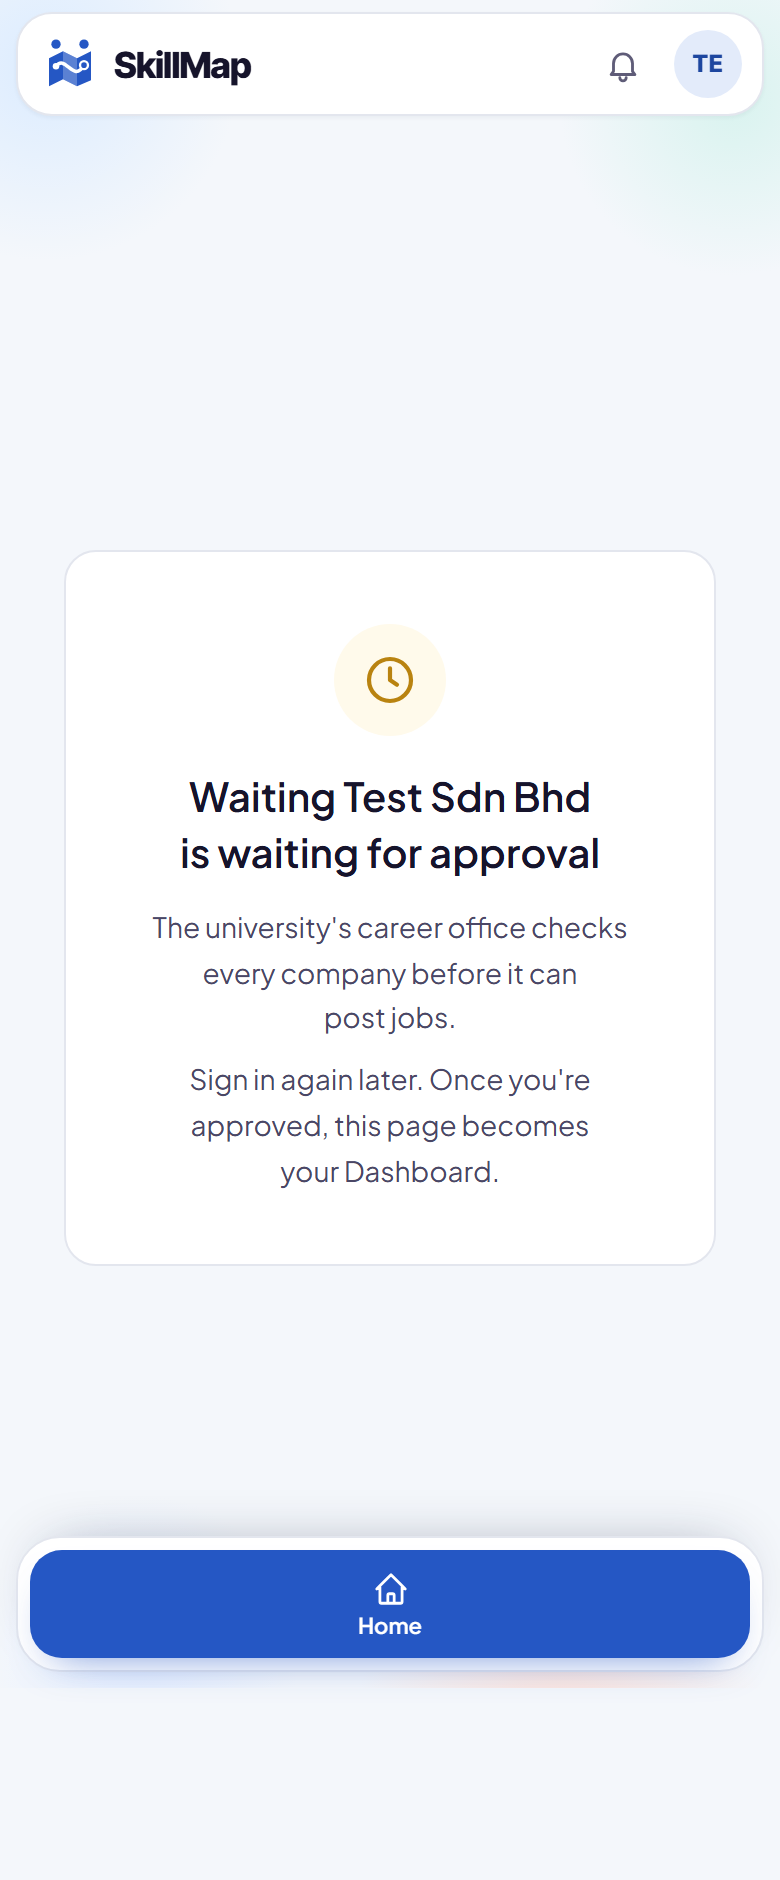 SkillMap
TE
Waiting Test Sdn Bhd
is waiting for approval
The university's career office checks
every company before it can
post jobs.
Sign in again later. Once you're
approved, this page becomes
your Dashboard.
Home